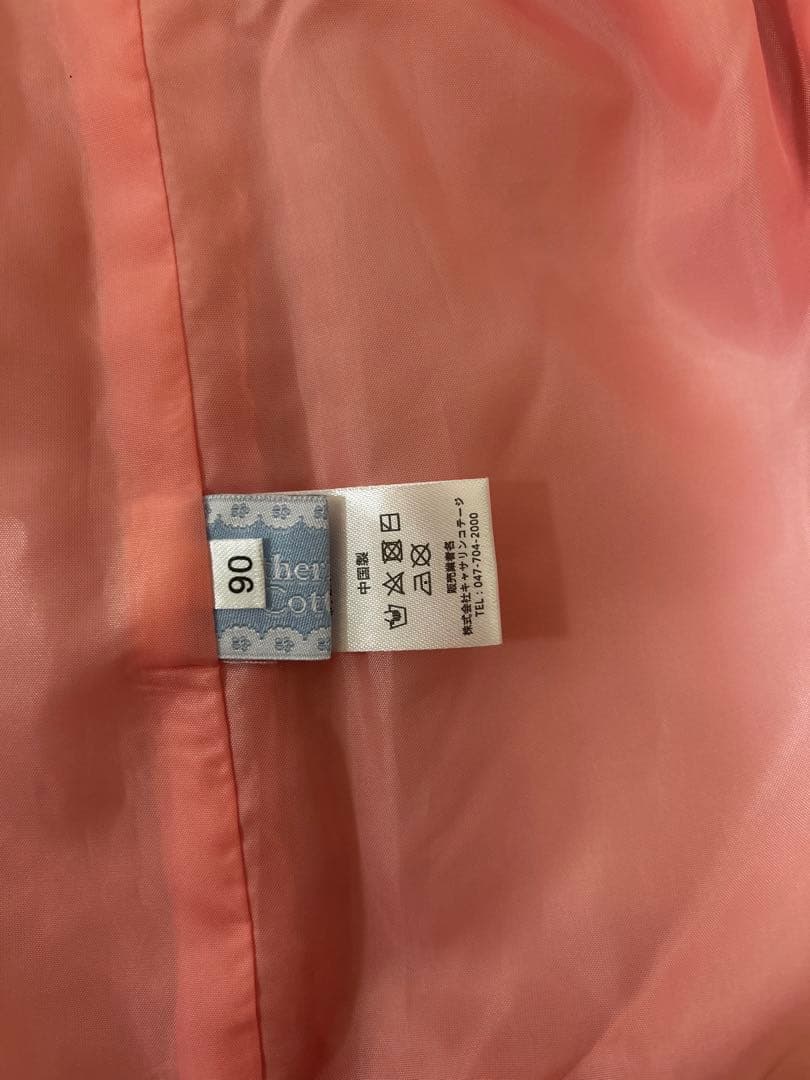 90
her
Cott
中国製
販売業者名
株式会社キャサリンコテージ
TEL : 047-704-2000